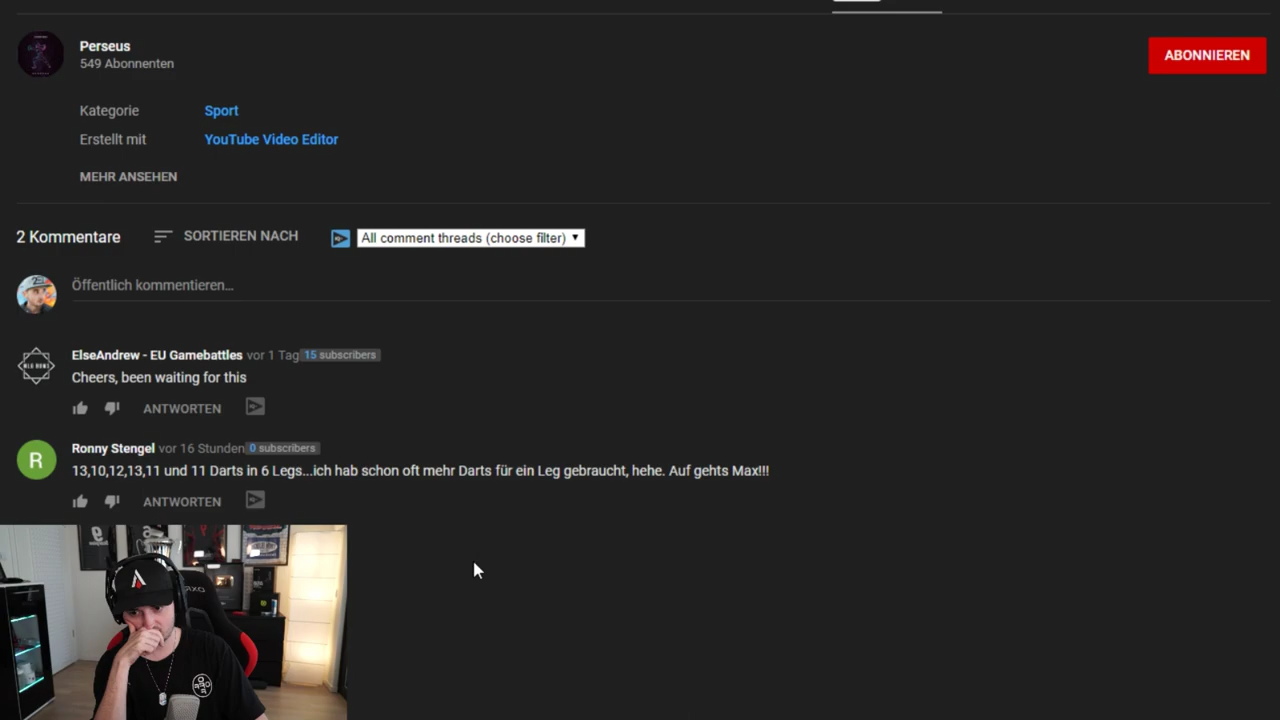 Perseus
549 Abonnenten
ABONNIEREN
Kategorie Sport
Erstellt mit YouTube Video Editor
MEHR ANSEHEN
2 Kommentare SORTIEREN NACH All comment threads (choose filter)
Öffentlich kommentieren...
ElseAndrew - EU Gamebattles vor 1 Tag 15 subscribers
Cheers, been waiting for this
ANTWORTEN
R
Ronny Stengel vor 16 Stunden 0 subscribers
13,10,12,13,11 und 11 Darts in 6 Legs...ich hab schon oft mehr Darts für ein Leg gebraucht, hehe. Auf gehts Max!!!
ANTWORTEN